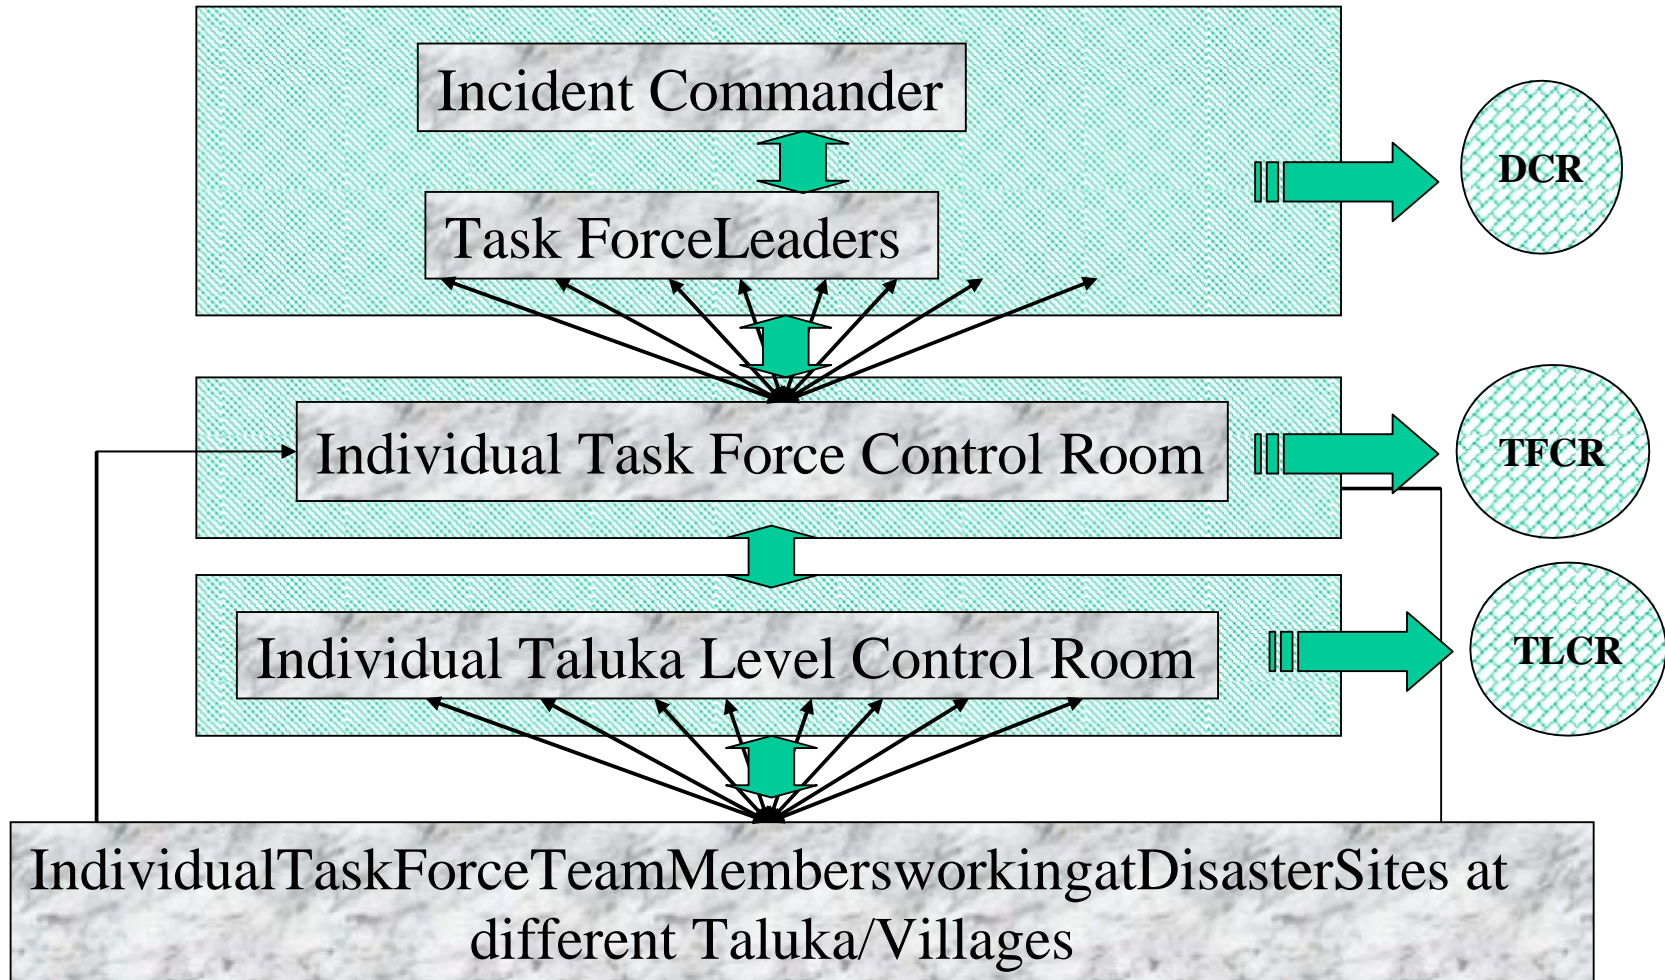 Incident Commander
DCR
Task ForceLeaders
Individual Task Force Control Room
TFCR
Individual Taluka Level Control Room
TLCR
IndividualTaskForceTeamMembersworkingatDisasterSites at
different Taluka/Villages